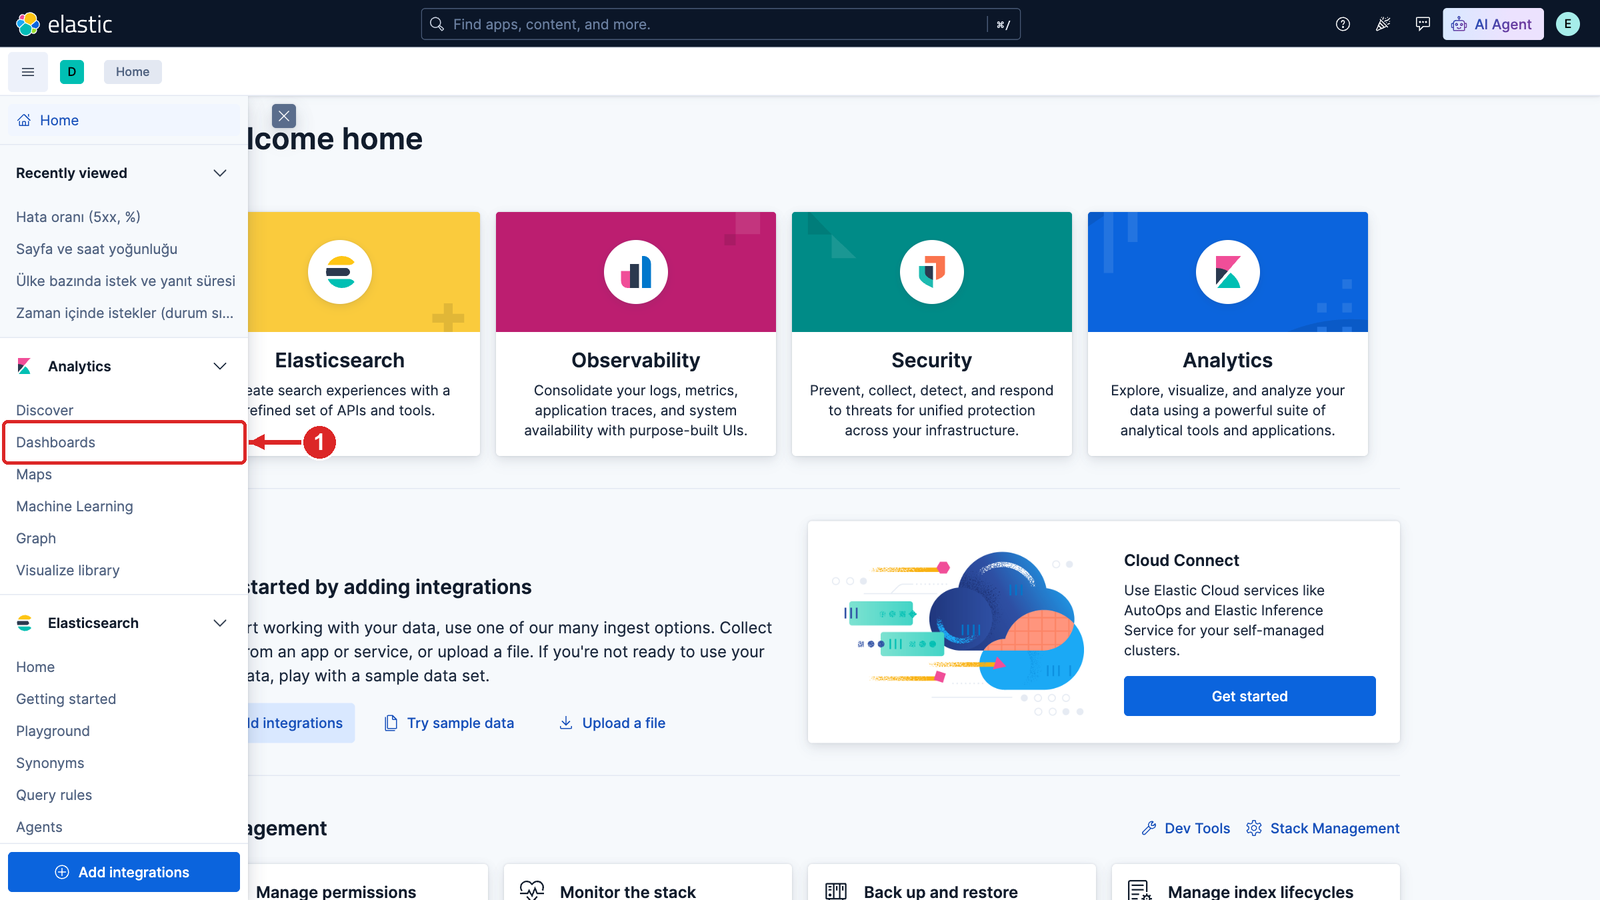 elastic
Find apps, content, and more.
⌘/
AI Agent
E
D
Home
Home
Recently viewed
Hata oranı (5xx, %)
Sayfa ve saat yoğunluğu
Ülke bazında istek ve yanıt süresi
Zaman içinde istekler (durum sı...
Analytics
Discover
Dashboards
1
Maps
Machine Learning
Graph
Visualize library
Elasticsearch
Home
Getting started
Playground
Synonyms
Query rules
Agents
Add integrations
lcome home
Elasticsearch
eate search experiences with a
refined set of APIs and tools.
Observability
Consolidate your logs, metrics,
application traces, and system
availability with purpose-built UIs.
Security
Prevent, collect, detect, and respond
to threats for unified protection
across your infrastructure.
Analytics
Explore, visualize, and analyze your
data using a powerful suite of
analytical tools and applications.
started by adding integrations
rt working with your data, use one of our many ingest options. Collect
from an app or service, or upload a file. If you're not ready to use your
ata, play with a sample data set.
dd integrations
Try sample data
Upload a file
Cloud Connect
Use Elastic Cloud services like
AutoOps and Elastic Inference
Service for your self-managed
clusters.
Get started
agement
Dev Tools
Stack Management
Manage permissions
Monitor the stack
Back up and restore
Manage index lifecycles